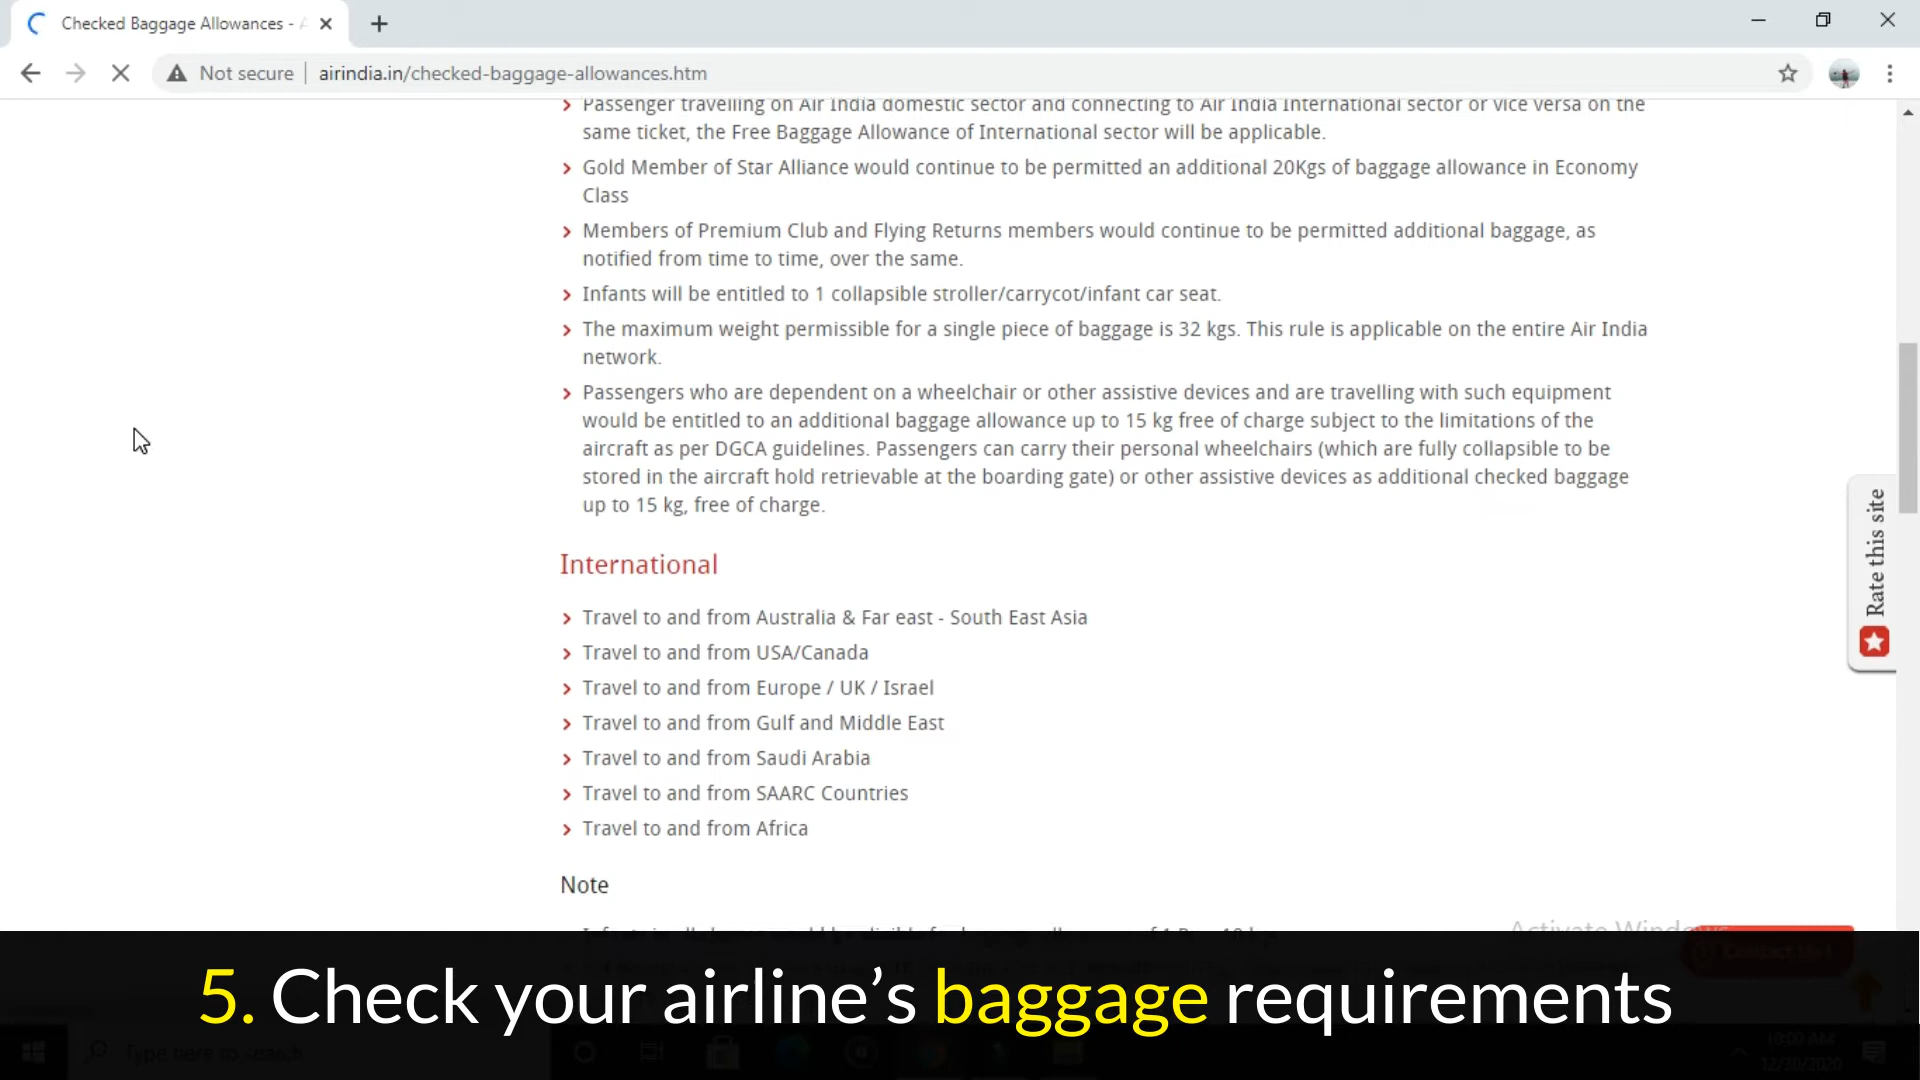 Checked Baggage Allowances -
Not secure
airindia.in/checked-baggage-allowances.htm
Passenger travelling on Air India domestic sector and connecting to Air India International sector or vice versa on the
same ticket, the Free Baggage Allowance of International sector will be applicable.
Gold Member of Star Alliance would continue to be permitted an additional 20Kgs of baggage allowance in Economy
Class
Members of Premium Club and Flying Returns members would continue to be permitted additional baggage, as
notified from time to time, over the same.
Infants will be entitled to 1 collapsible stroller/carrycot/infant car seat.
The maximum weight permissible for a single piece of baggage is 32 kgs. This rule is applicable on the entire Air India
network.
Passengers who are dependent on a wheelchair or other assistive devices and are travelling with such equipment
would be entitled to an additional baggage allowance up to 15 kg free of charge subject to the limitations of the
aircraft as per DGCA guidelines. Passengers can carry their personal wheelchairs (which are fully collapsible to be
stored in the aircraft hold retrievable at the boarding gate) or other assistive devices as additional checked baggage
up to 15 kg, free of charge.
Rate this site
International
Travel to and from Australia & Far east - South East Asia
Travel to and from USA/Canada
Travel to and from Europe / UK / Israel
Travel to and from Gulf and Middle East
Travel to and from Saudi Arabia
Travel to and from SAARC Countries
Travel to and from Africa
Note
Activate Windows
5. Check your airline’s baggage requirements
Type here to search
10:02 AM
12/20/2020